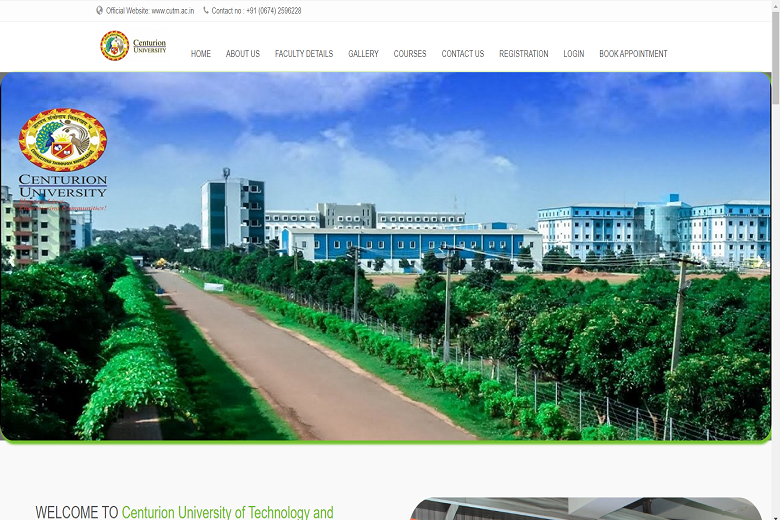 Official Website: www.cutm.ac.in Contact no : +91 (0674) 2596228
Centurion
UNIVERSITY
HOME ABOUT US FACULTY DETAILS GALLERY COURSES CONTACT US REGISTRATION LOGIN BOOK APPOINTMENT
CENTURION
UNIVERSITY
WELCOME TO Centurion University of Technology and